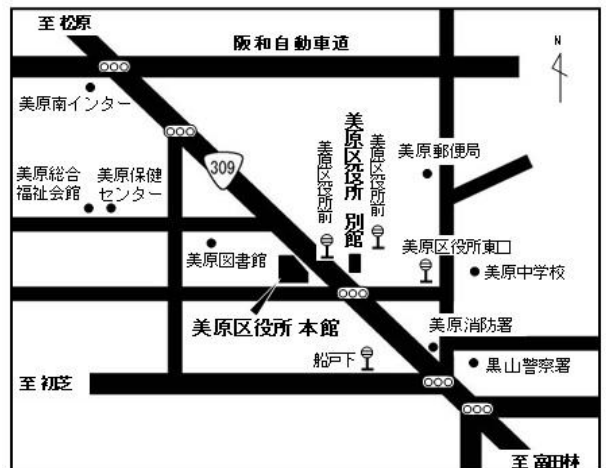 至 松原
阪和自動車道
N
美原南インター
309
美原総合
福祉会館
美原保健
センター
美原区役所前
美原区役所 別館
美原区役所前
美原郵便局
美原図書館
美原区役所東口
美原中学校
美原区役所 本館
美原消防署
船戸下
黒山警察署
至 初芝
至 富田林